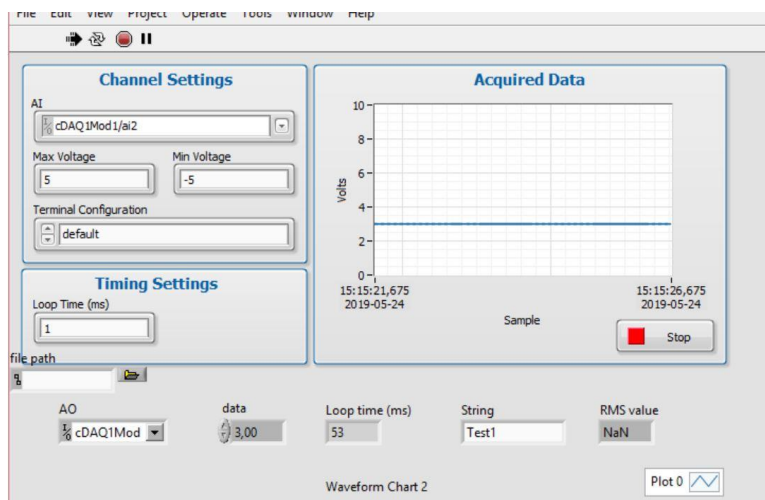 File Edit View Project Operate Tools Window Help
Channel Settings
AI
cDAQ1Mod1/ai2
Max Voltage Min Voltage
5 -5
Terminal Configuration
default
Timing Settings
Loop Time (ms)
1
file path
Acquired Data
10
8
6
4
2
0
Volts
15:15:21,675 15:15:26,675
2019-05-24 2019-05-24
Sample
Stop
AO data Loop time (ms) String RMS value
cDAQ1Mod 3,00 53 Test1 NaN
Waveform Chart 2 Plot 0